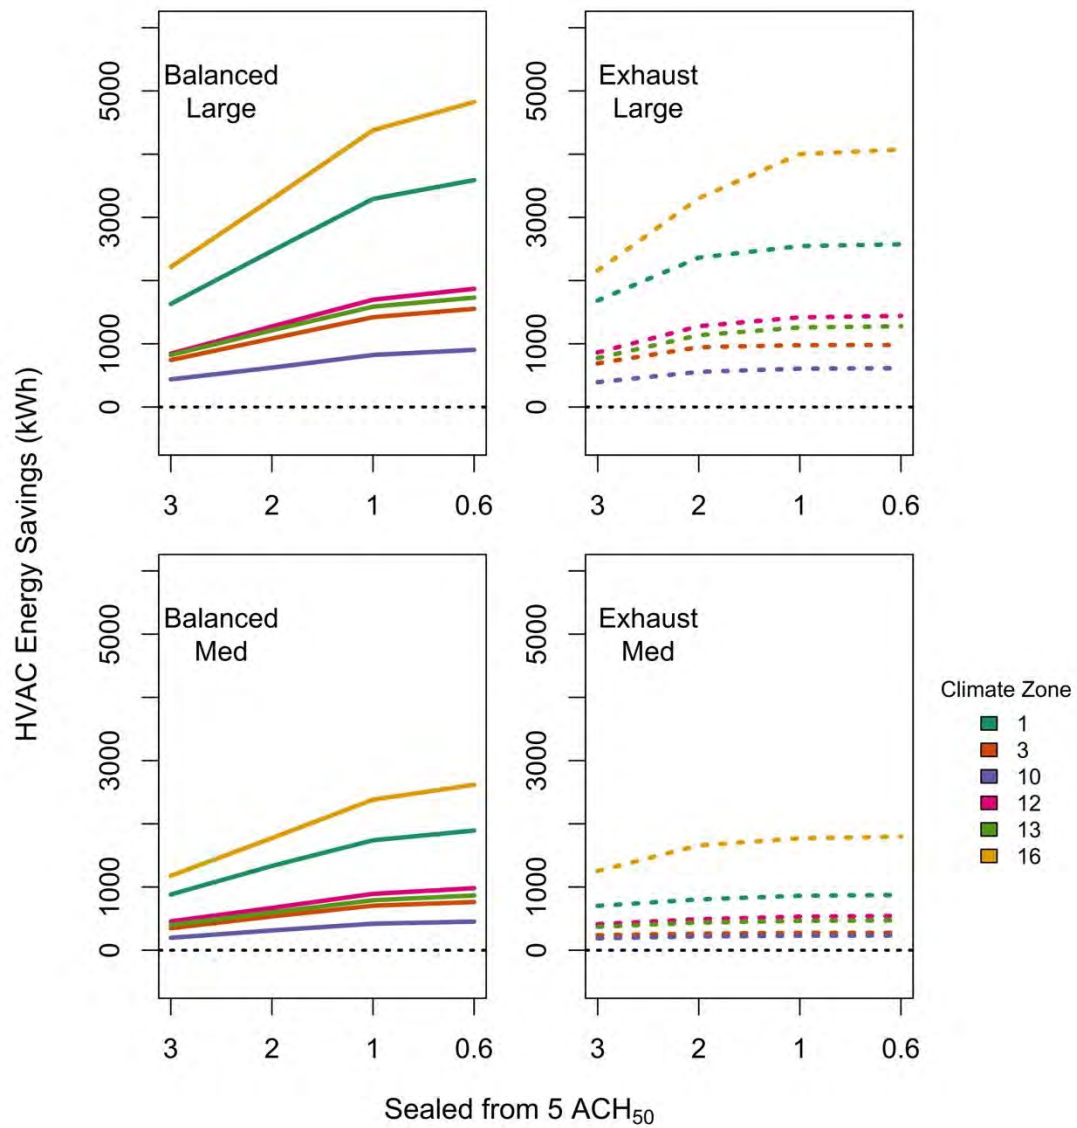 HVAC Energy Savings (kWh)
Balanced
Large
5000
3000
1000
0
3 2 1 0.6
Exhaust
Large
5000
3000
1000
0
3 2 1 0.6
Balanced
Med
5000
3000
1000
0
3 2 1 0.6
Exhaust
Med
5000
3000
1000
0
3 2 1 0.6
Climate Zone
1
3
10
12
13
16
Sealed from 5 ACH₅₀